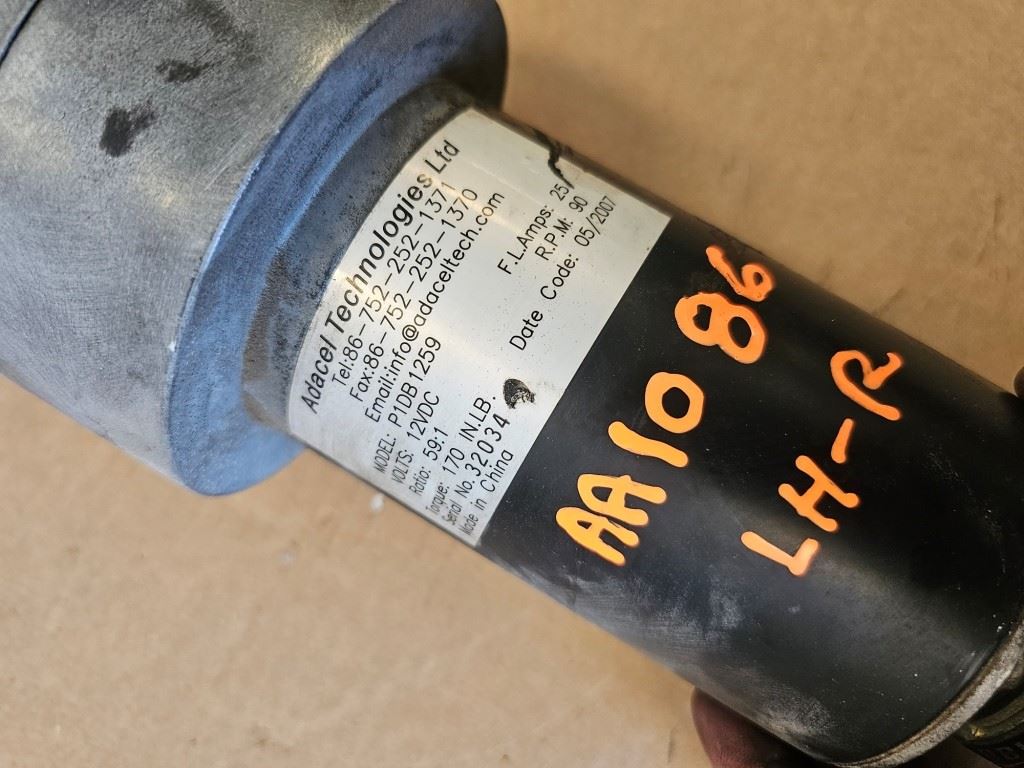 Adacel Technologies Ltd
Tel:86-752-252-1371
Fax:86-752-252-1370
Email:info@adaceltech.com
MODEL: P1DB1259
VOLTS: 12VDC
Ratio: 59:1
Torque: 170 IN.LB.
Serial No.32034
Made in China
F.L.Amps: 25
R.P.M: 90
Date Code: 05/2007
AA1086
LH-R